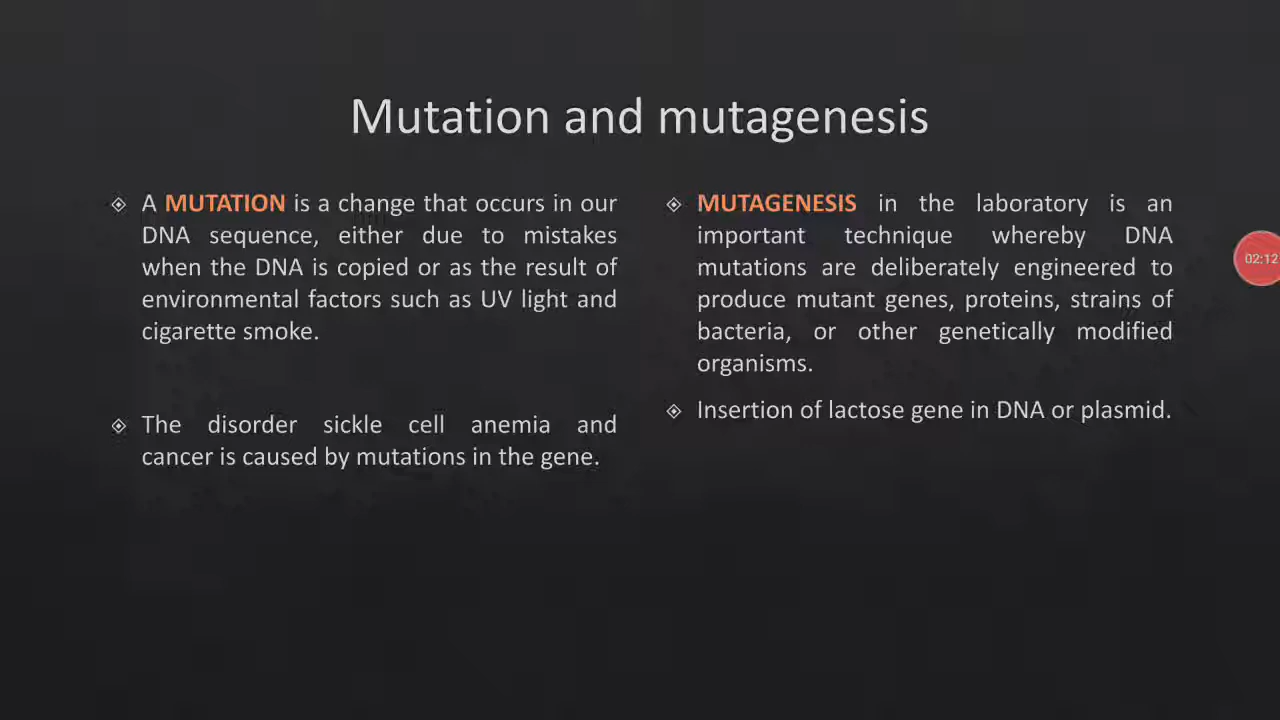 Mutation and mutagenesis
A MUTATION is a change that occurs in our
DNA sequence, either due to mistakes
when the DNA is copied or as the result of
environmental factors such as UV light and
cigarette smoke.
The disorder sickle cell anemia and
cancer is caused by mutations in the gene.
MUTAGENESIS in the laboratory is an
important technique whereby DNA
mutations are deliberately engineered to
produce mutant genes, proteins, strains of
bacteria, or other genetically modified
organisms.
Insertion of lactose gene in DNA or plasmid.
02:12